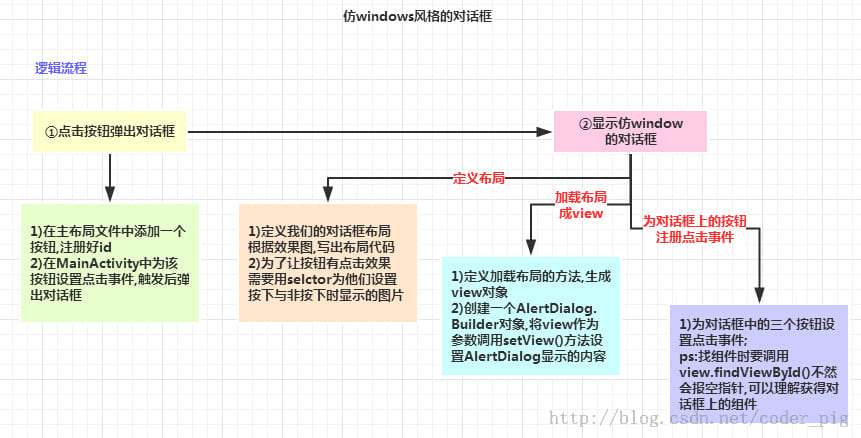 仿windows风格的对话框
逻辑流程
①点击按钮弹出对话框
②显示仿window
的对话框
定义布局
加载布局
成view
为对话框上的按钮
注册点击事件
1)在主布局文件中添加一个
按钮,注册好id
2)在MainActivity中为该
按钮设置点击事件,触发后弹
出对话框
1)定义我们的对话框布局
根据效果图,写出布局代码
2)为了让按钮有点击效果
需要用selctor为他们设置
按下与非按下时显示的图片
1)定义加载布局的方法,生成
view对象
2)创建一个AlertDialog.
Builder对象,将view作为
参数调用setView()方法设
置AlertDialog显示的内容
1)为对话框中的三个按钮设
置点击事件;
ps:找组件时要调用
view.findViewById()不然
会报空指针,可以理解获得对
话框上的组件
http://blog.csdn.net/coder_pig